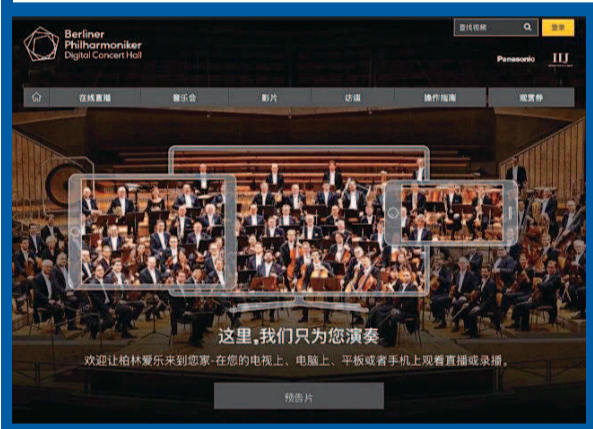 Berliner
Philharmoniker
Digital Concert Hall
查找视频
登录
Panasonic
IIJ
在线直播
音乐会
影片
访谈
操作指南
观赏券
这里,我们只为您演奏
欢迎让柏林爱乐来到您家-在您的电视上、电脑上、平板或者手机上观看直播或录播。
预告片